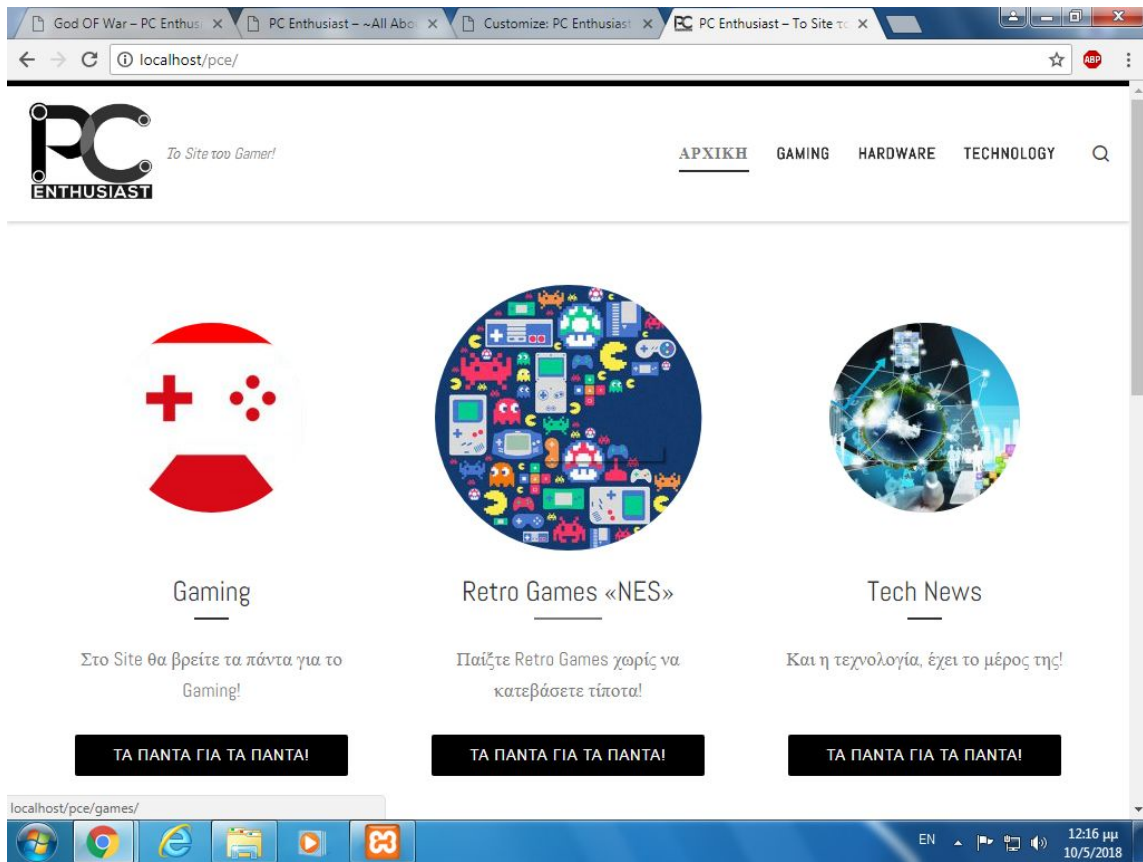 God OF War – PC Enthus
PC Enthusiast – ~All Abo
Customize: PC Enthusiast
PC Enthusiast – Το Site το
localhost/pce/
ABP
PC
ENTHUSIAST
Το Site του Gamer!
ΑΡΧΙΚΗ
GAMING
HARDWARE
TECHNOLOGY
Gaming
Retro Games «NES»
Tech News
Στο Site θα βρείτε τα πάντα για το
Gaming!
Παίξτε Retro Games χωρίς να
κατεβάσετε τίποτα!
Και η τεχνολογία, έχει το μέρος της!
ΤΑ ΠΑΝΤΑ ΓΙΑ ΤΑ ΠΑΝΤΑ!
ΤΑ ΠΑΝΤΑ ΓΙΑ ΤΑ ΠΑΝΤΑ!
ΤΑ ΠΑΝΤΑ ΓΙΑ ΤΑ ΠΑΝΤΑ!
localhost/pce/games/
EN
12:16 μμ
10/5/2018